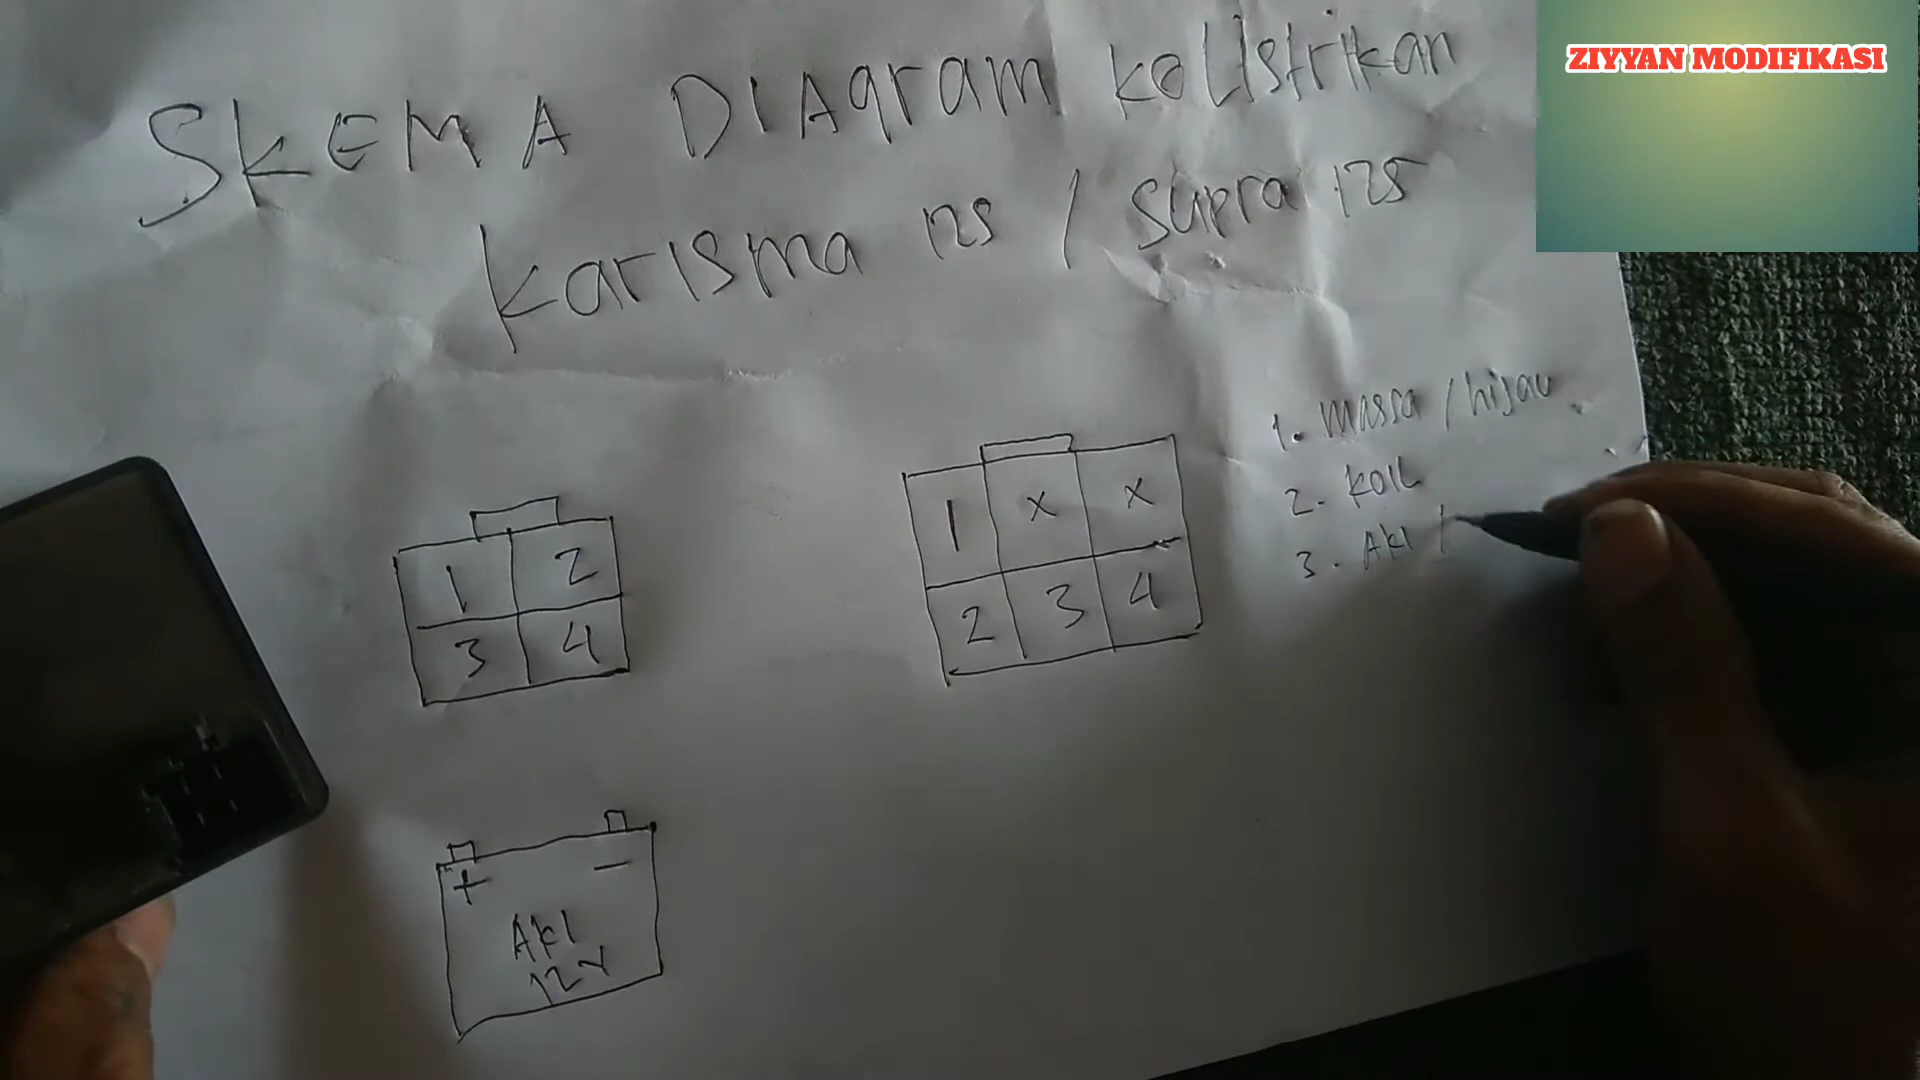 ZIYYAN MODIFIKASI
SKEMA DIAgram kelistrikan
karisma 125 / supra 125
1. massa / hijau
2. KOIL
3. AKI /
1 2
3 4
1 x x
2 3 4
+ -
AKI
12V